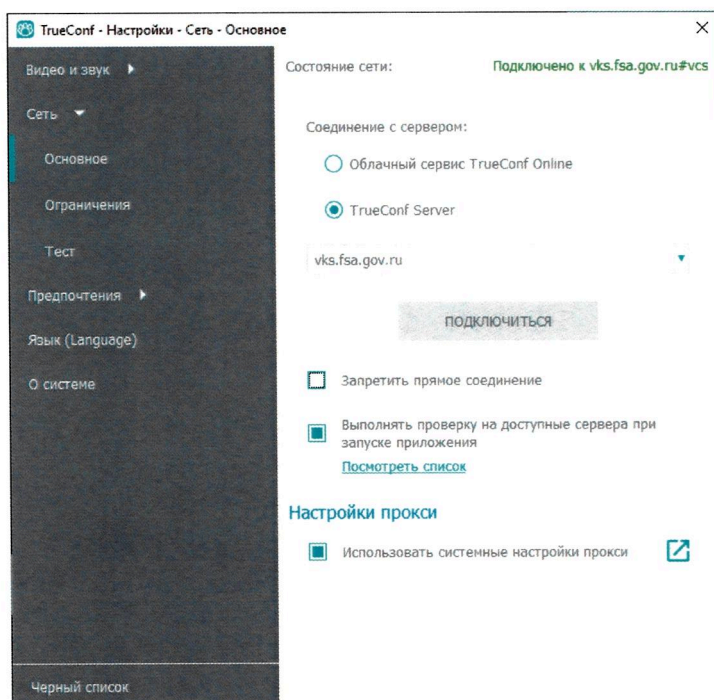 TrueConf - Настройки - Сеть - Основное
Видео и звук
Сеть
Основное
Ограничения
Тест
Предпочтения
Язык (Language)
О системе
Черный список
Состояние сети: Подключено к vks.fsa.gov.ru#vcs
Соединение с сервером:
Облачный сервис TrueConf Online
TrueConf Server
vks.fsa.gov.ru
ПОДКЛЮЧИТЬСЯ
Запретить прямое соединение
Выполнять проверку на доступные сервера при
запуске приложения
Посмотреть список
Настройки прокси
Использовать системные настройки прокси